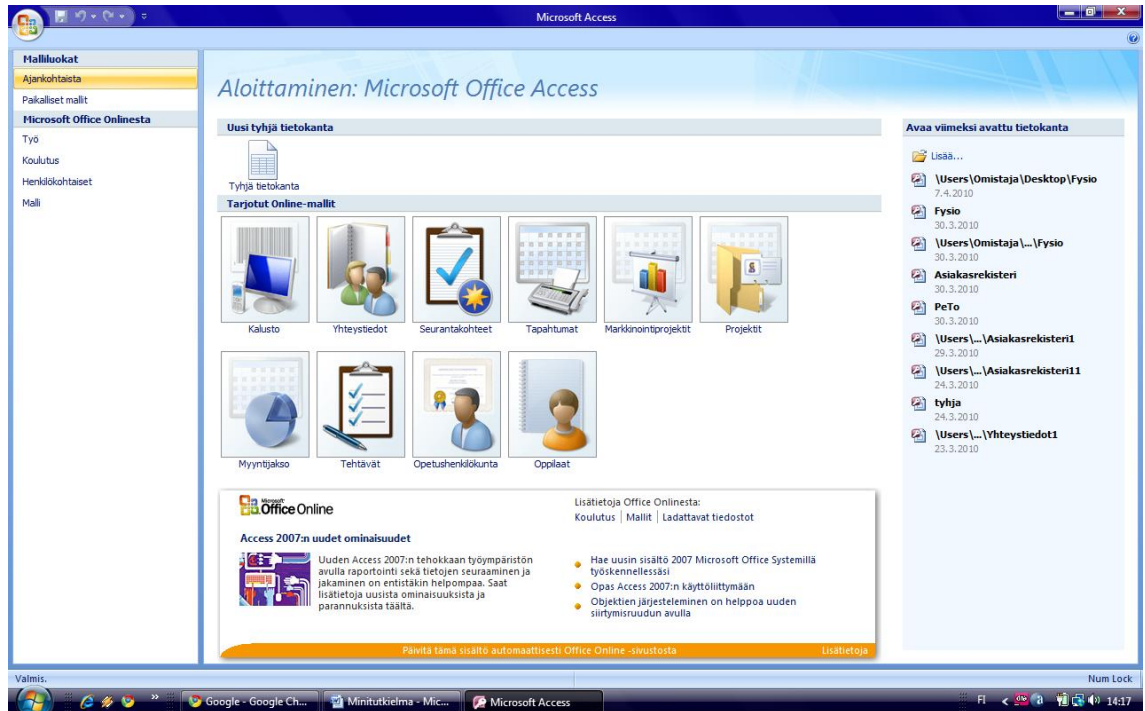 Microsoft Access
Malliluokat
Ajankohtaista
Paikalliset mallit
Microsoft Office Onlinesta
Työ
Koulutus
Henkilökohtaiset
Malli
Aloittaminen: Microsoft Office Access
Uusi tyhjä tietokanta
Tyhjä tietokanta
Tarjotut Online-mallit
Kalusto
Yhteystiedot
Seurantakohteet
Tapahtumat
Markkinointiprojektit
Projektit
Myyntijakso
Tehtävät
Opetushenkilökunta
Oppilaat
Microsoft
Office Online
Access 2007:n uudet ominaisuudet
Uuden Access 2007:n tehokkaan työympäristön
avulla raportointi sekä tietojen seuraaminen ja
jakaminen on entistäkin helpompaa. Saat
lisätietoja uusista ominaisuuksista ja
parannuksista täältä.
Lisätietoja Office Onlinesta:
Koulutus | Mallit | Ladattavat tiedostot
Hae uusin sisältö 2007 Microsoft Office Systemillä
työskennellessäsi
Opas Access 2007:n käyttöliittymään
Objektien järjesteleminen on helppoa uuden
siirtymisruudun avulla
Päivitä tämä sisältö automaattisesti Office Online -sivustosta
Lisätietoja
Avaa viimeksi avattu tietokanta
Lisää...
\Users\Omistaja\Desktop\Fysio
7.4.2010
Fysio
30.3.2010
\Users\Omistaja\...\Fysio
30.3.2010
Asiakasrekisteri
30.3.2010
PeTo
30.3.2010
\Users\...\Asiakasrekisteri1
29.3.2010
\Users\...\Asiakasrekisteri11
24.3.2010
tyhja
24.3.2010
\Users\...\Yhteystiedot1
23.3.2010
Valmis.
Num Lock
Google - Google Ch...
Minitutkielma - Mic...
Microsoft Access
FI
14:17